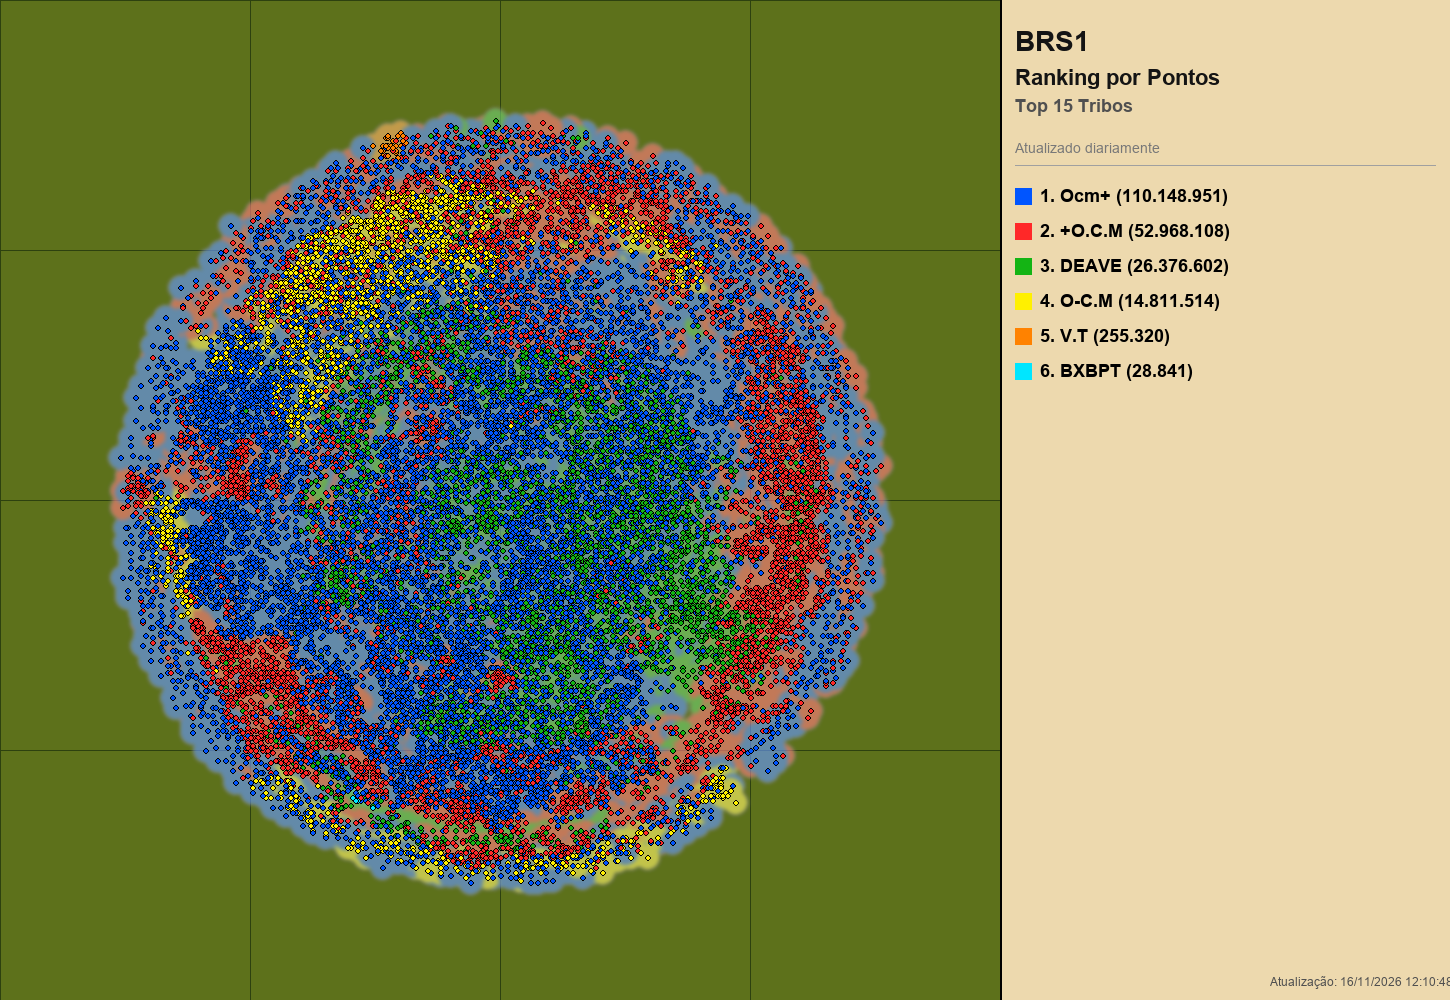 BRS1
Ranking por Pontos
Top 15 Tribos
Atualizado diariamente
1. Ocm+ (110.148.951)
2. +O.C.M (52.968.108)
3. DEAVE (26.376.602)
4. O-C.M (14.811.514)
5. V.T (255.320)
6. BXBPT (28.841)
Atualização: 16/11/2026 12:10:48